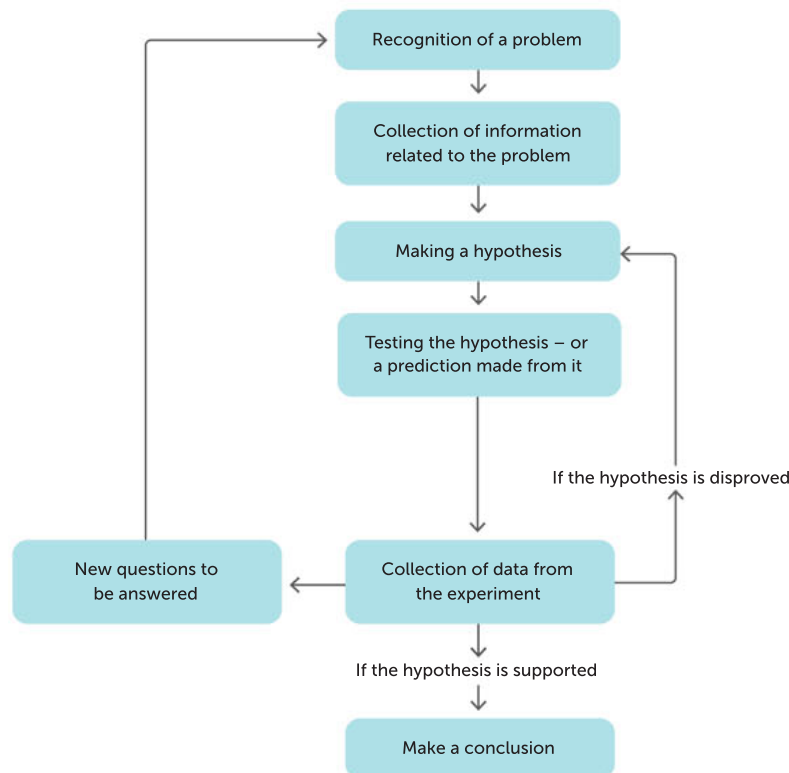 Recognition of a problem
Collection of information
related to the problem
Making a hypothesis
Testing the hypothesis – or
a prediction made from it
If the hypothesis is disproved
New questions to
be answered
Collection of data from
the experiment
If the hypothesis is supported
Make a conclusion